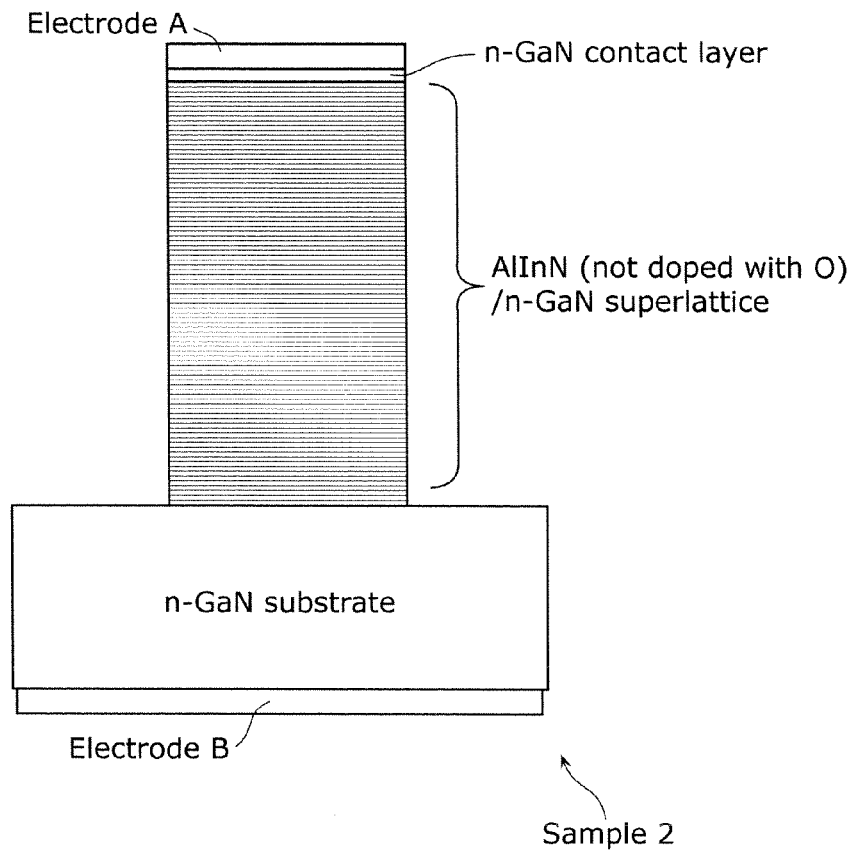 Electrode A
n-GaN contact layer
AlInN (not doped with O)
/n-GaN superlattice
n-GaN substrate
Electrode B
Sample 2